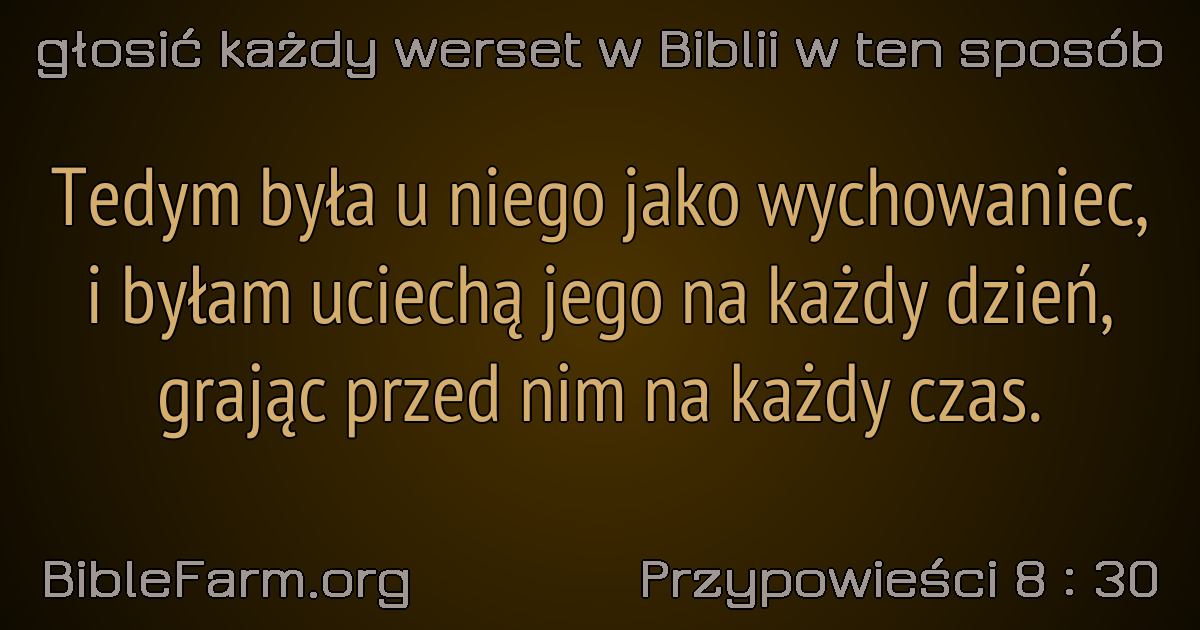 głosić każdy werset w Biblii w ten sposób
Tedym była u niego jako wychowaniec,
i byłam uciechą jego na każdy dzień,
grając przed nim na każdy czas.
BibleFarm.org
Przypowieści 8 : 30